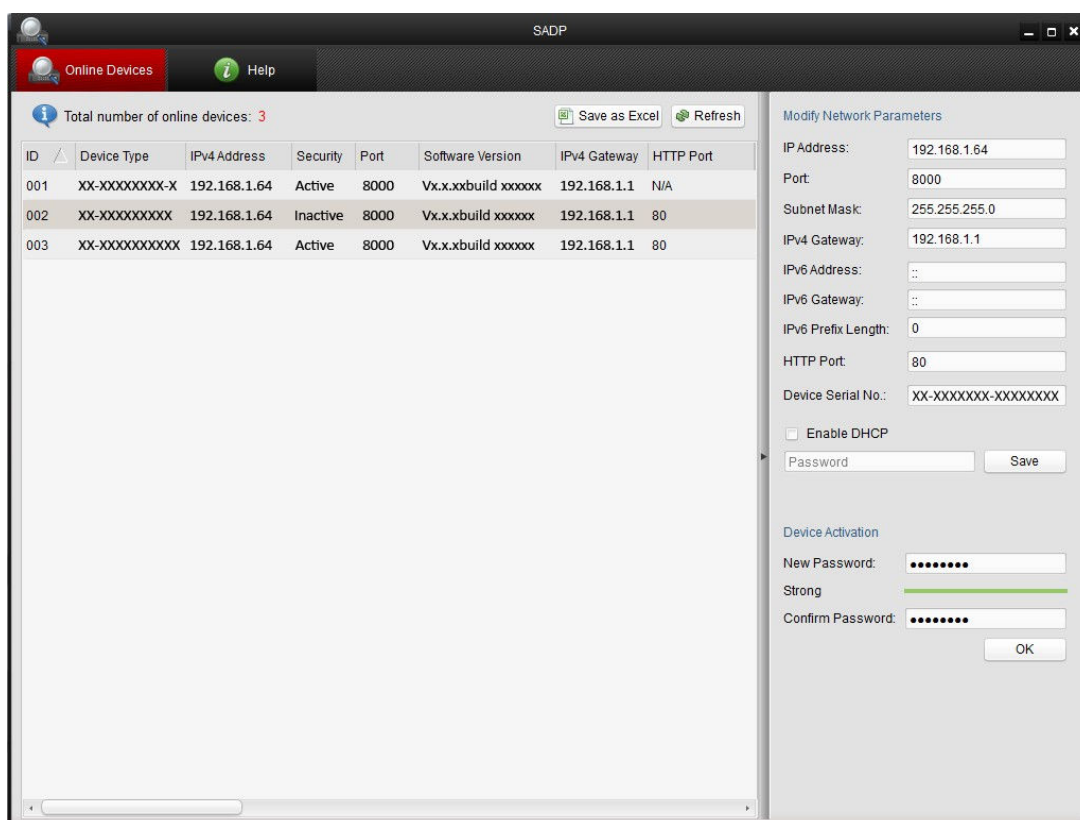 SADP
Online Devices Help
Total number of online devices: 3 Save as Excel Refresh
ID Device Type IPv4 Address Security Port Software Version IPv4 Gateway HTTP Port
001 XX-XXXXXXXX-X 192.168.1.64 Active 8000 Vx.x.xxbuild xxxxxx 192.168.1.1 N/A
002 XX-XXXXXXXXX 192.168.1.64 Inactive 8000 Vx.x.xbuild xxxxxx 192.168.1.1 80
003 XX-XXXXXXXXXX 192.168.1.64 Active 8000 Vx.x.xbuild xxxxxx 192.168.1.1 80
Modify Network Parameters
IP Address: 192.168.1.64
Port: 8000
Subnet Mask: 255.255.255.0
IPv4 Gateway: 192.168.1.1
IPv6 Address: ::
IPv6 Gateway: ::
IPv6 Prefix Length: 0
HTTP Port: 80
Device Serial No.: XX-XXXXXXX-XXXXXXXX
Enable DHCP
Password Save
Device Activation
New Password: ••••••••
Strong
Confirm Password: ••••••••
OK